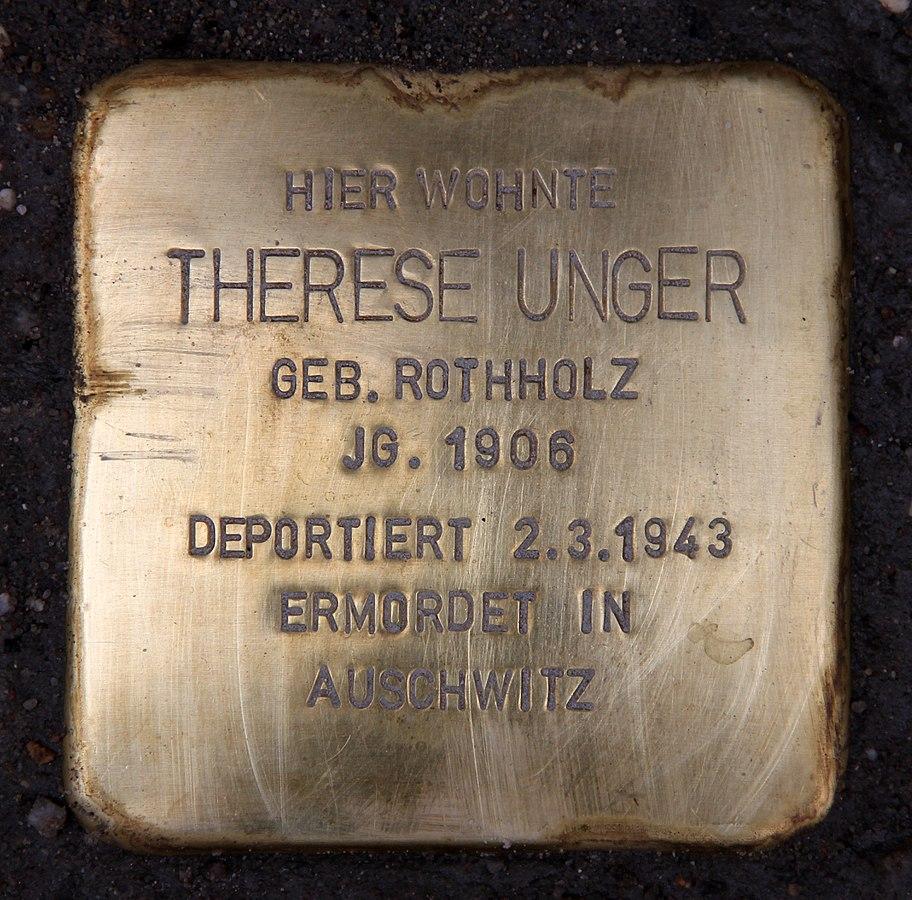 HIER WOHNTE
THERESE UNGER
GEB. ROTHHOLZ
JG. 1906
DEPORTIERT 2.3.1943
ERMORDET IN
AUSCHWITZ